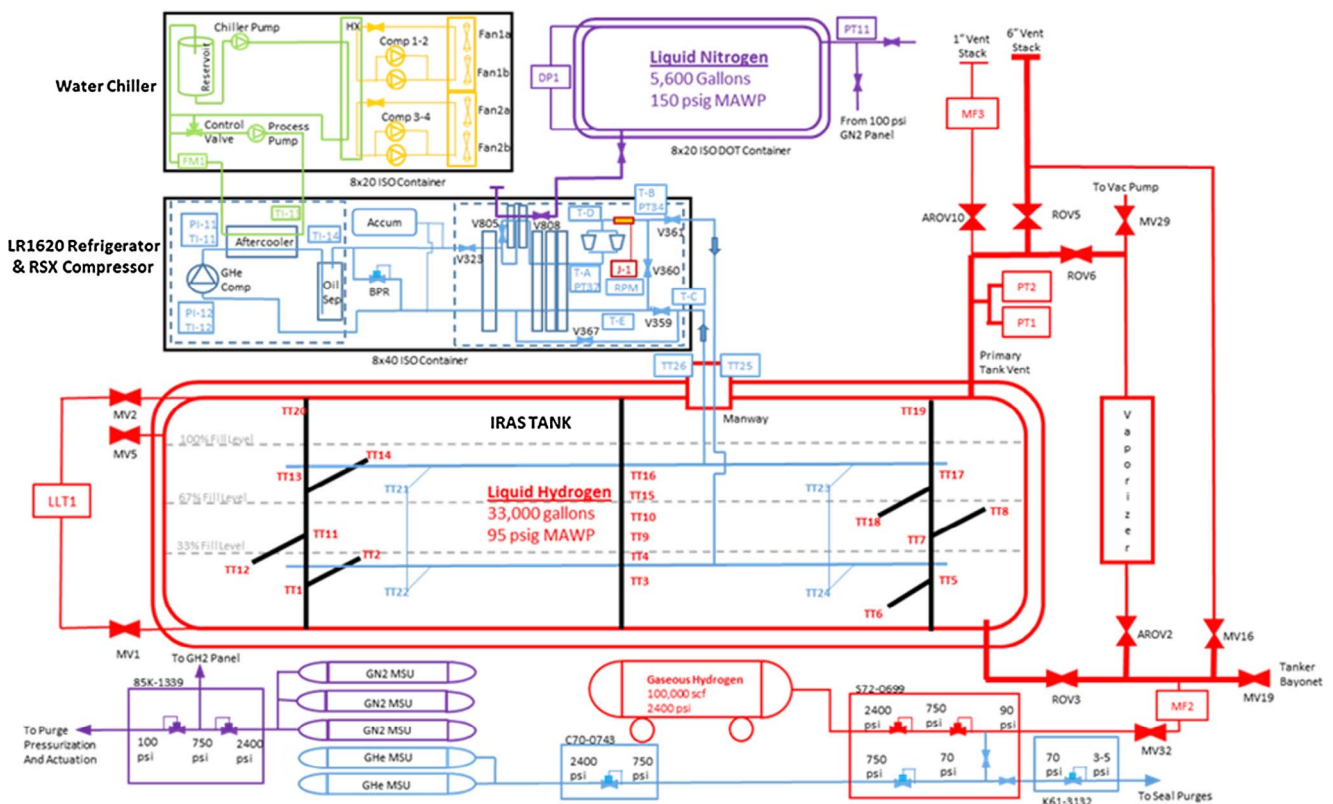 Water Chiller
Reservoir
Chiller Pump
HX
Comp 1-2
Fan1a
Fan1b
Control
Valve
Process
Pump
Comp 3-4
Fan2a
Fan2b
FM1
8x20 ISO Container
DP1
Liquid Nitrogen
5,600 Gallons
150 psig MAWP
PT11
From 100 psi
GN2 Panel
8x20 ISO DOT Container
1" Vent
Stack
6" Vent
Stack
MF3
To Vac Pump
AROV10
ROV5
MV29
ROV6
PT2
PT1
Primary
Tank Vent
LR1620 Refrigerator
& RSX Compressor
PI-11
TI-11
Aftercooler
TI-14
GHe
Comp
Oil
Sep
PI-12
TI-12
Accum
BPR
V323
V805
V808
T-D
T-B
PT34
V361
T-A
PT37
J-1
RPM
V360
T-C
T-E
V359
V367
8x40 ISO Container
TT26
TT25
Manway
MV2
MV5
LLT1
MV1
IRAS TANK
TT20
TT19
100% Fill Level
TT14
TT13
TT21
TT16
TT23
TT17
67% Fill Level
Liquid Hydrogen
33,000 gallons
95 psig MAWP
TT15
TT10
TT18
TT8
TT11
TT9
TT7
33% Fill Level
TT2
TT4
TT12
TT1
TT22
TT3
TT24
TT5
TT6
Vaporizer
AROV2
MV16
ROV3
Tanker
Bayonet
MV19
MF2
MV32
To GH2 Panel
85K-1339
100
psi
750
psi
2400
psi
To Purge
Pressurization
And Actuation
GN2 MSU
GN2 MSU
GN2 MSU
GHe MSU
GHe MSU
C70-0743
2400
psi
750
psi
Gaseous Hydrogen
100,000 scf
2400 psi
S72-0699
2400
psi
750
psi
90
psi
750
psi
70
psi
70
psi
3-5
psi
K61-3132
To Seal Purges